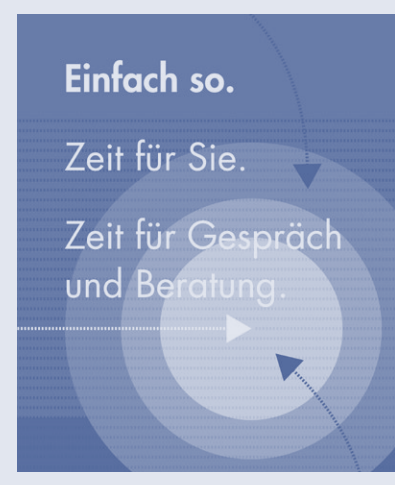 Einfach so.
Zeit für Sie.
Zeit für Gespräch
und Beratung.